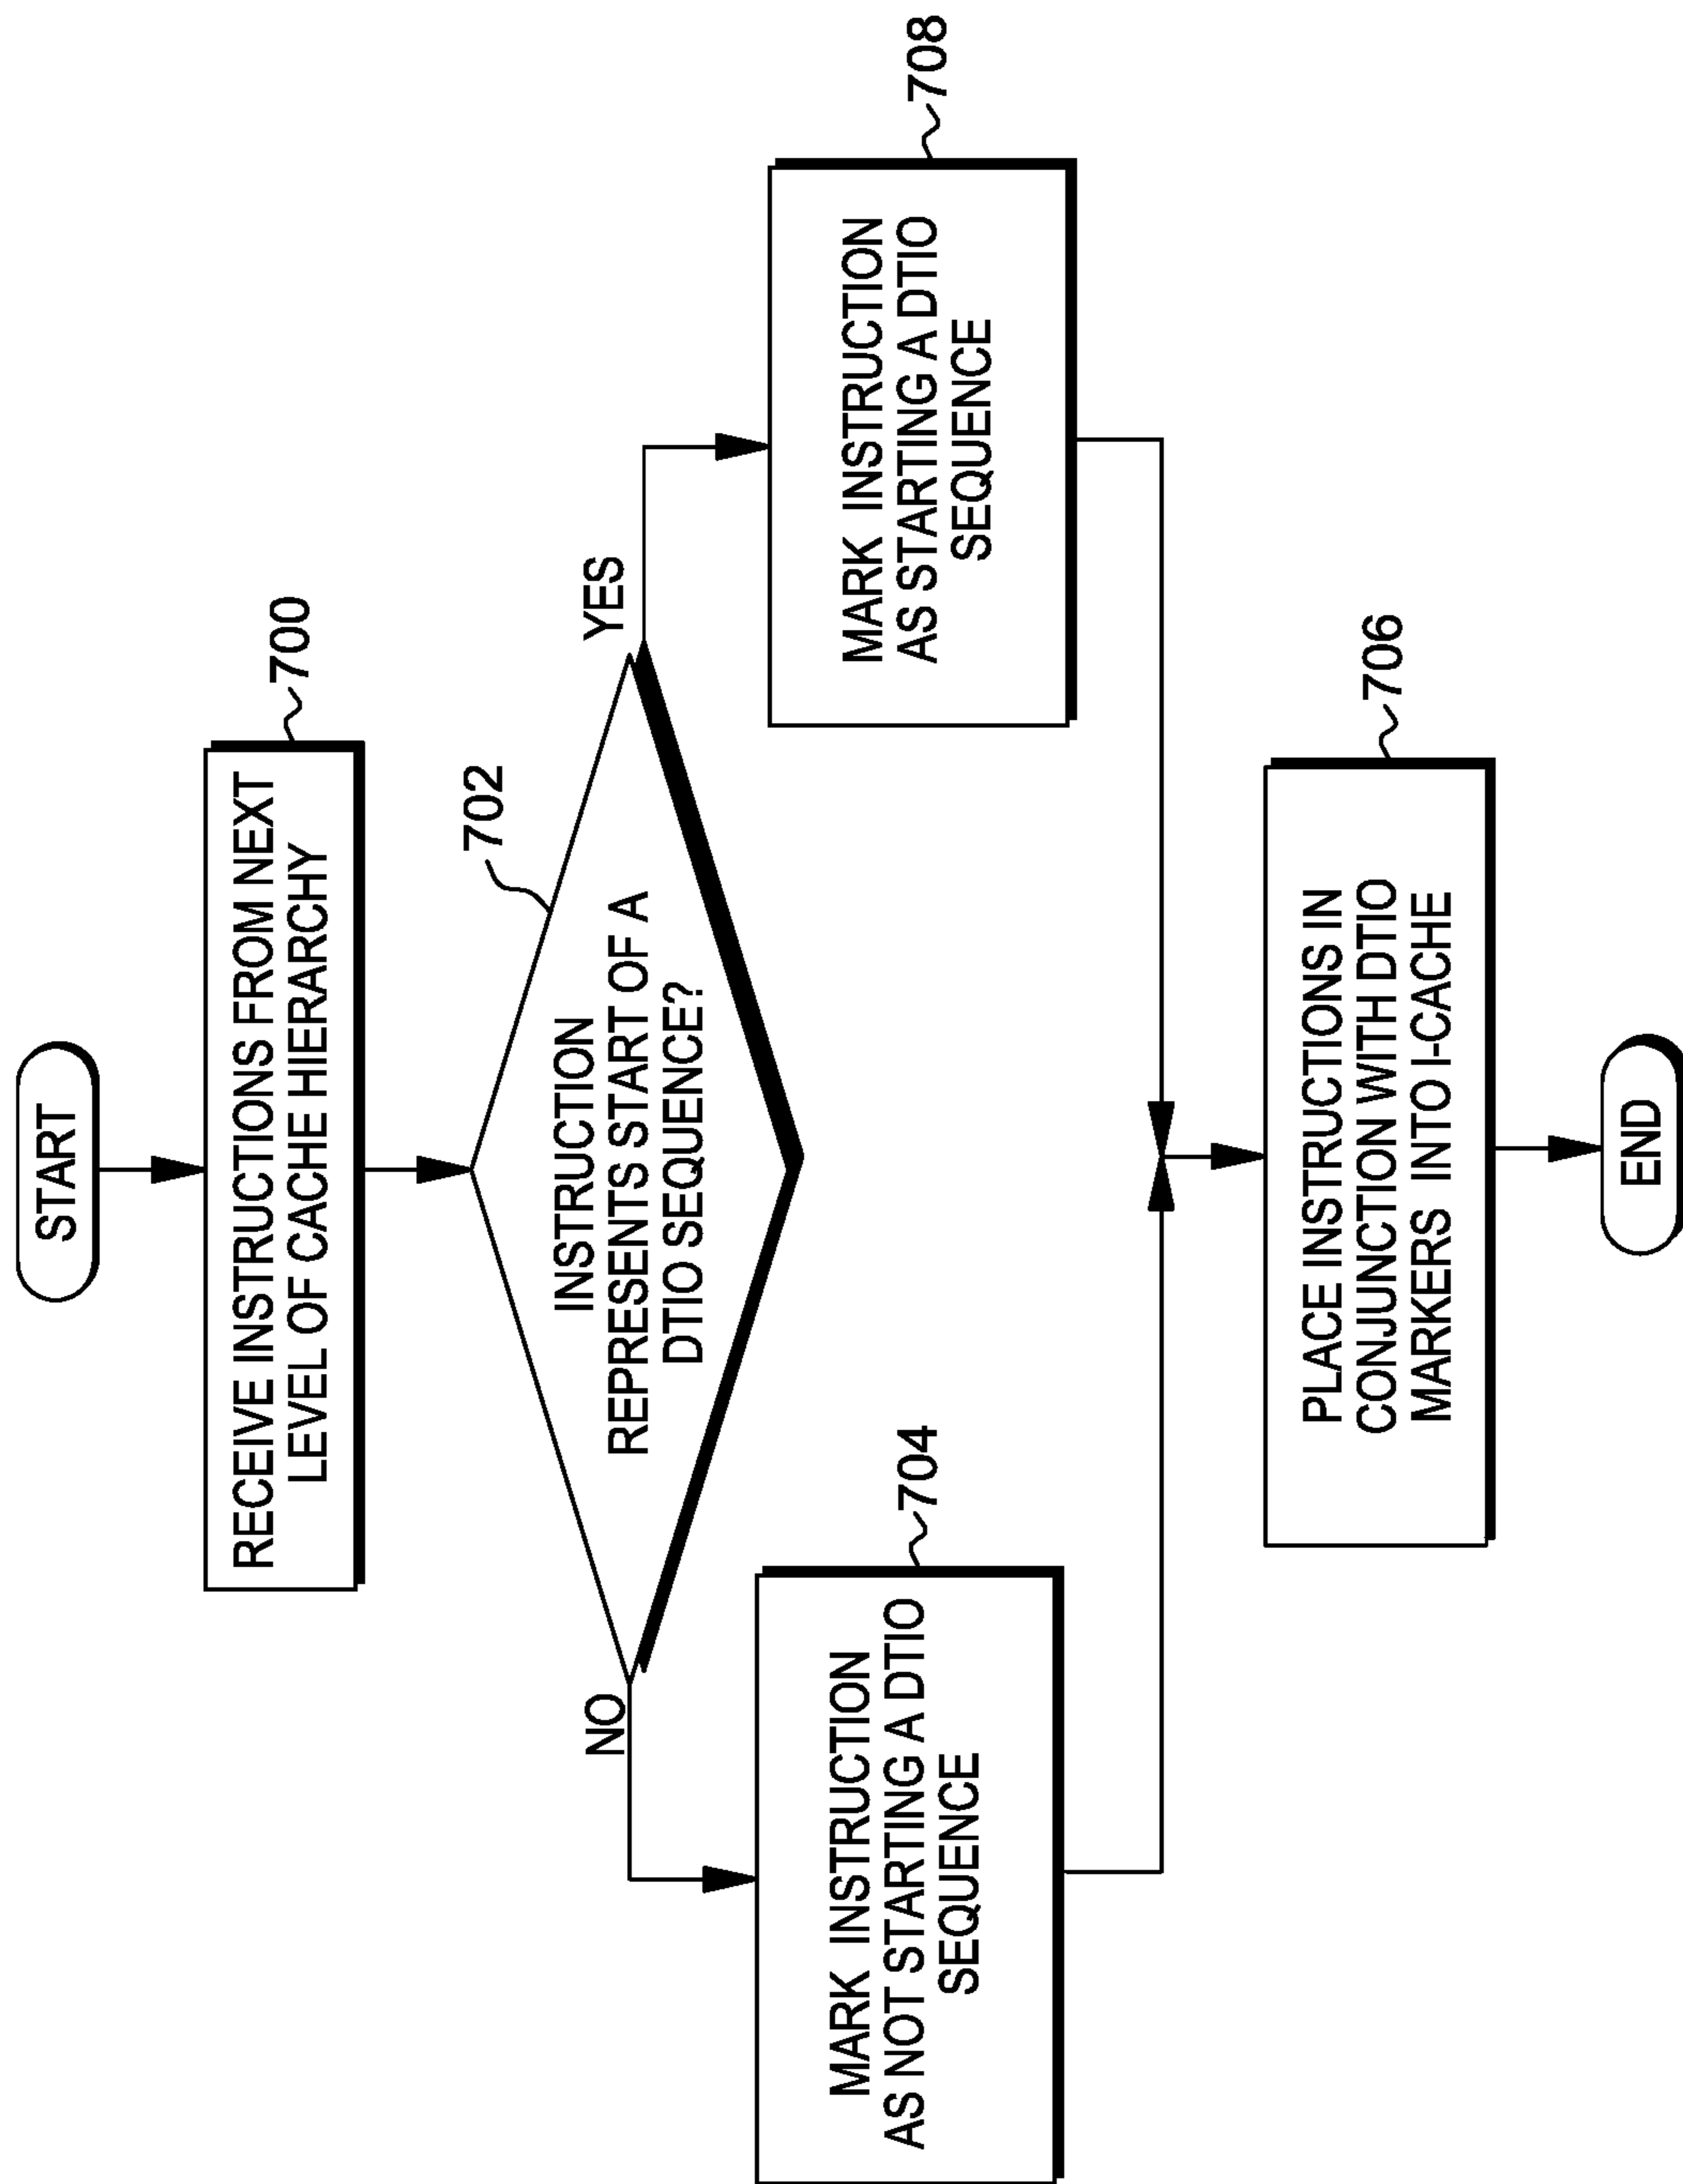 START
RECEIVE INSTRUCTIONS FROM NEXT
LEVEL OF CACHE HIERARCHY
700
702
INSTRUCTION
REPRESENTS START OF A
DTIO SEQUENCE?
NO
YES
MARK INSTRUCTION
AS NOT STARTING A DTIO
SEQUENCE
704
MARK INSTRUCTION
AS STARTING A DTIO
SEQUENCE
708
PLACE INSTRUCTIONS IN
CONJUNCTION WITH DTIO
MARKERS INTO I-CACHE
706
END